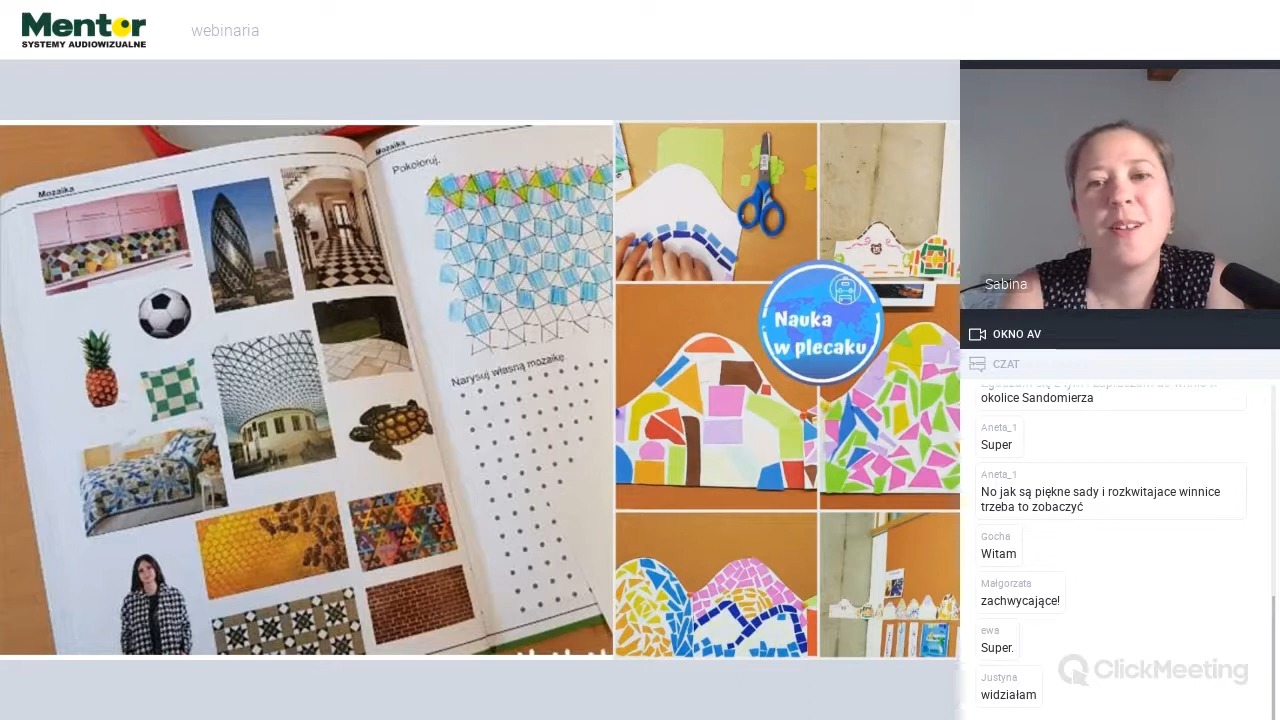 Mentor
SYSTEMY AUDIOWIZUALNE
webinaria
Mozaika
Mozaika
Pokoloruj.
Narysuj własną mozaikę
Nauka
w plecaku
Sabina
OKNO AV
CZAT
okolice Sandomierza
Aneta_1
Super
Aneta_1
No jak są piękne sady i rozkwitajace winnice
trzeba to zobaczyć
Gocha
Witam
Małgorzata
zachwycające!
ewa
Super.
Justyna
widziałam
ClickMeeting